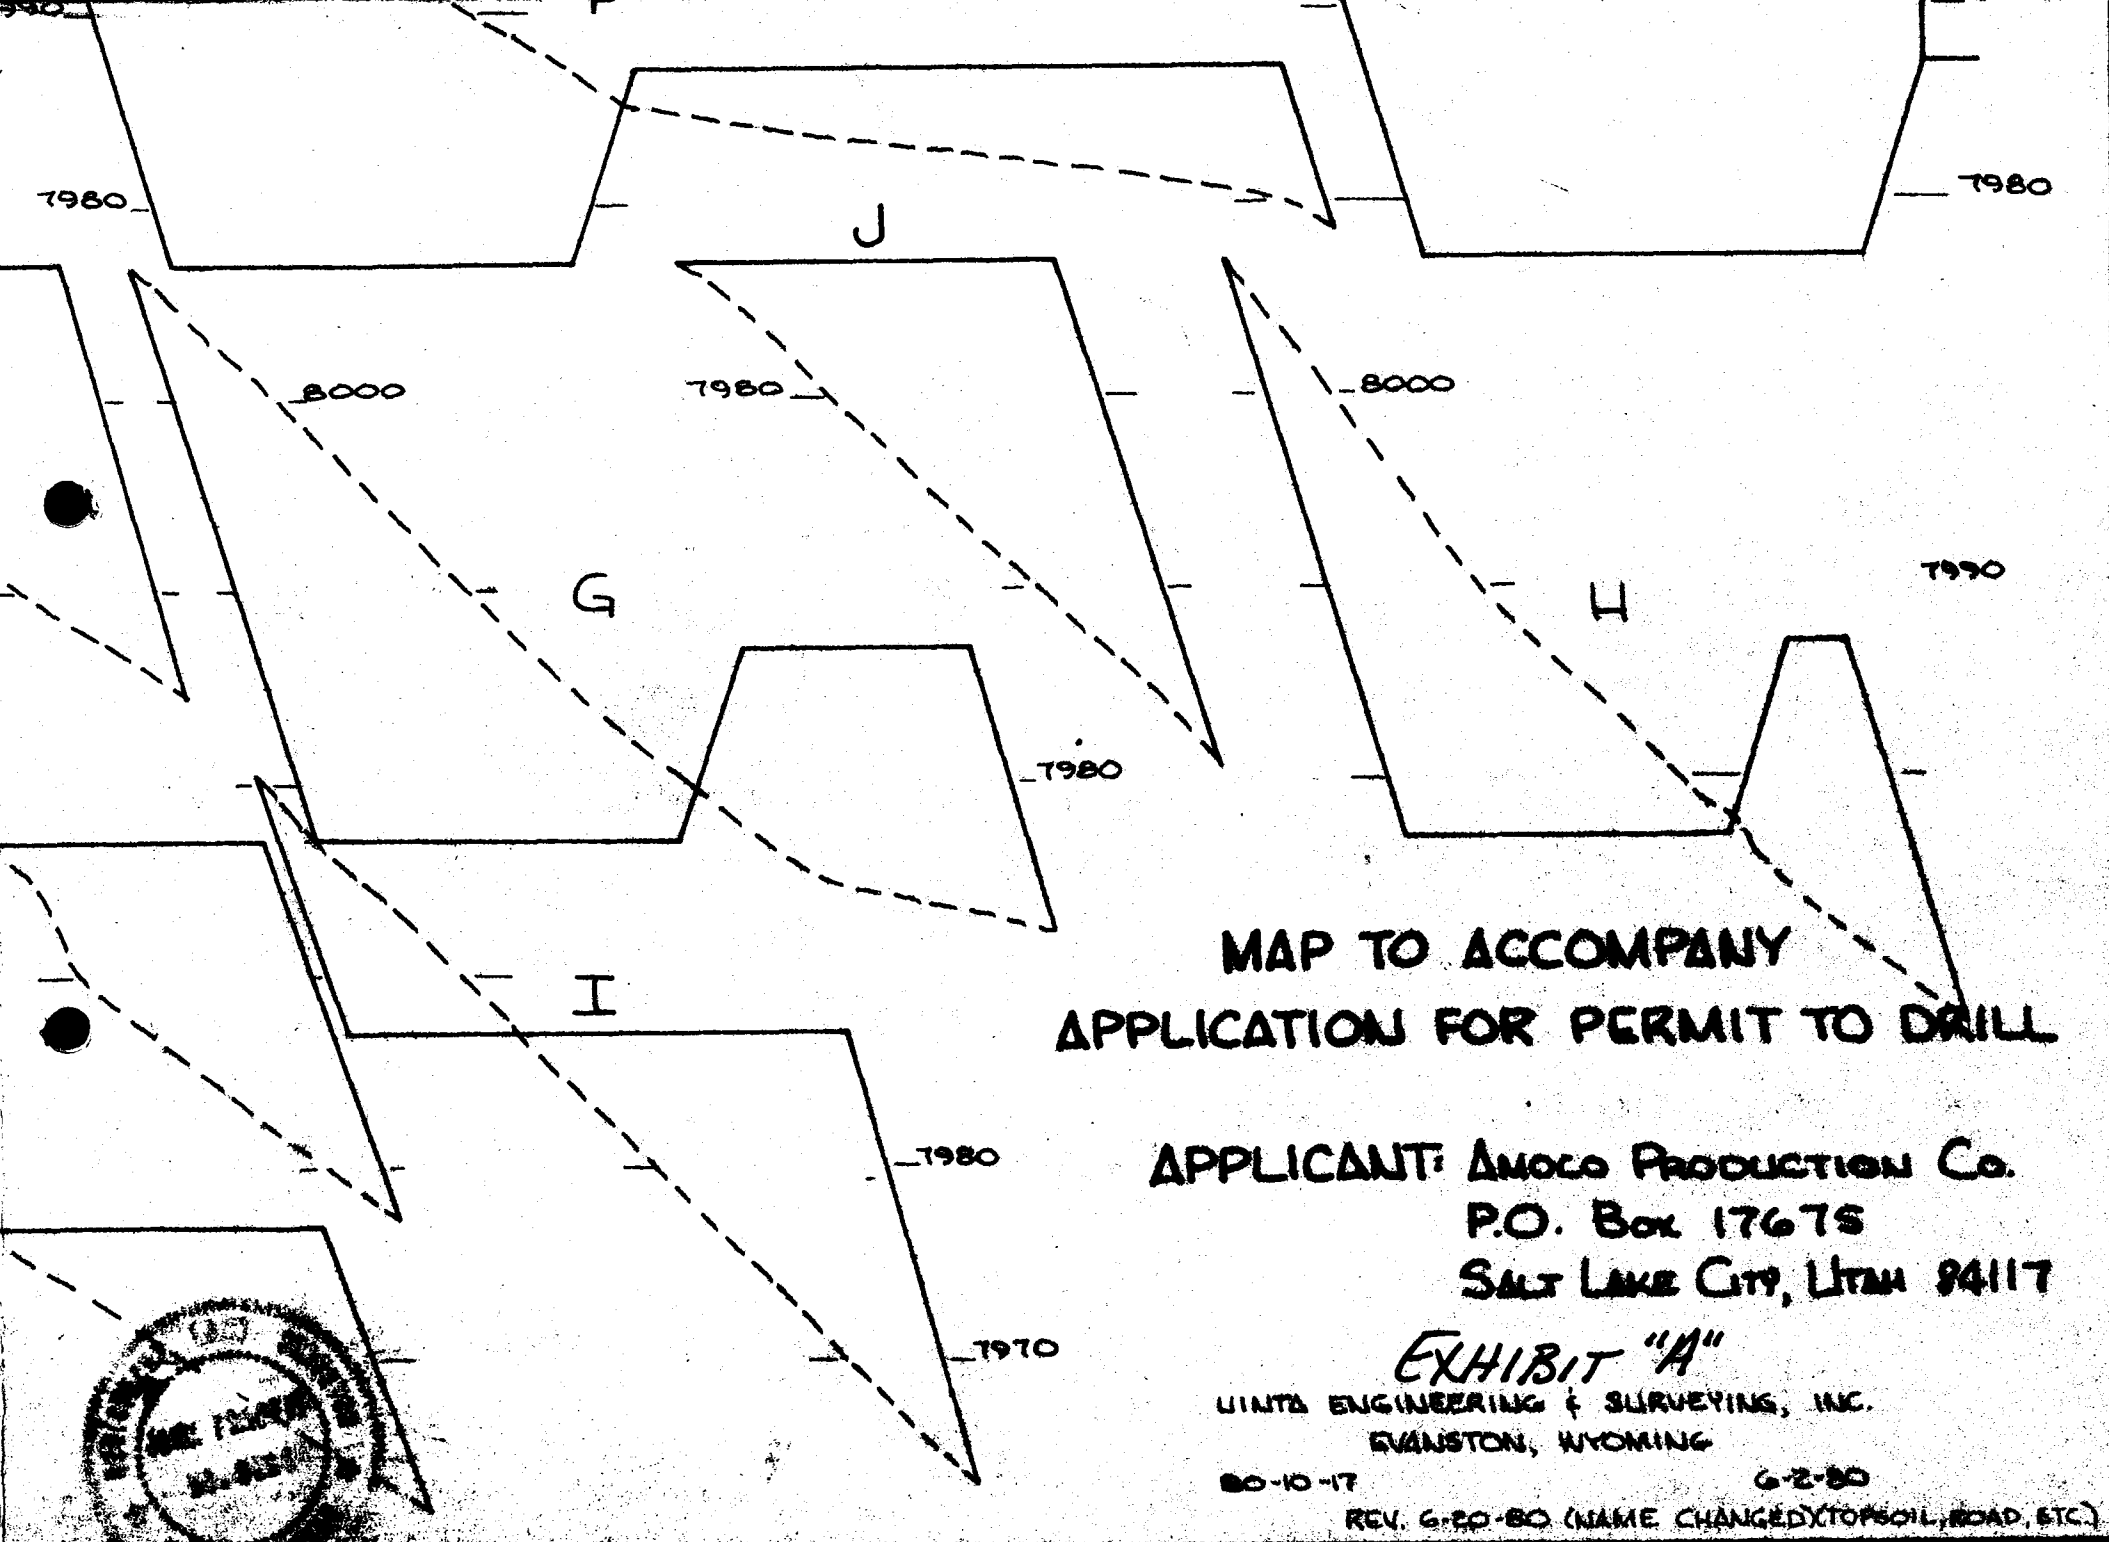 7990
F
7980
7980
J
8000
7980
8000
G
H
7990
7980
MAP TO ACCOMPANY
APPLICATION FOR PERMIT TO DRILL
I
7980
APPLICANT: AMOCO PRODUCTION CO.
P.O. BOX 17675
SALT LAKE CITY, UTAH 84117
7970
EXHIBIT "A"
UINTA ENGINEERING & SURVEYING, INC.
EVANSTON, WYOMING
80-10-17
6-2-80
REV. 6-20-80 (NAME CHANGED)(TOPSOIL, ROAD, ETC.)